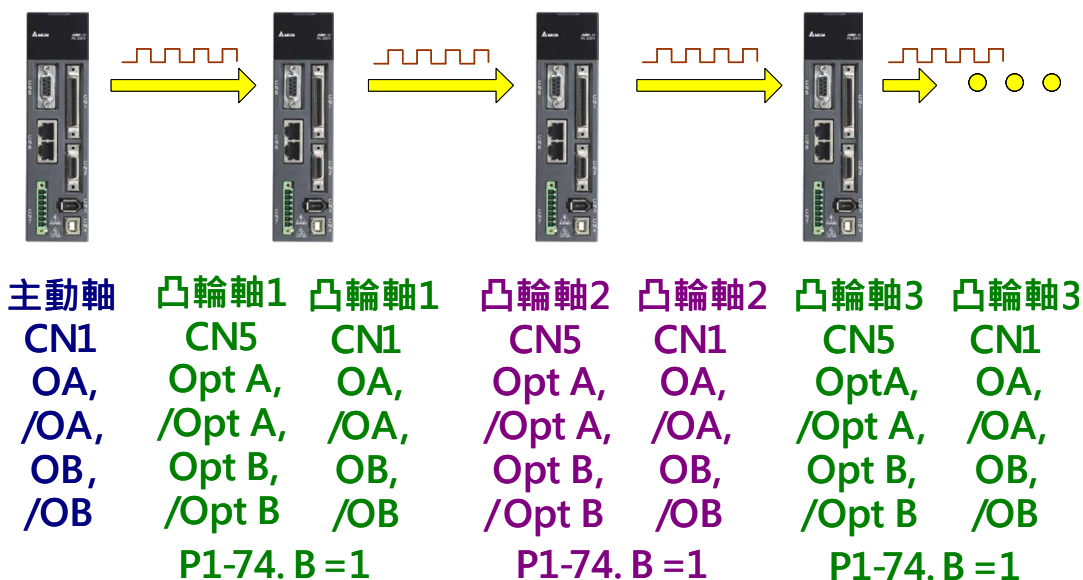 主動軸 凸輪軸1 凸輪軸1 凸輪軸2 凸輪軸2 凸輪軸3 凸輪軸3
CN1 CN5 CN1 CN5 CN1 CN5 CN1
OA, Opt A, OA, Opt A, OA, OptA, OA,
/OA, /Opt A, /OA, /Opt A, /OA, /Opt A, /OA,
OB, Opt B, OB, Opt B, OB, Opt B, OB,
/OB /Opt B /OB /Opt B /OB /Opt B /OB
P1-74. B =1 P1-74. B =1 P1-74. B =1